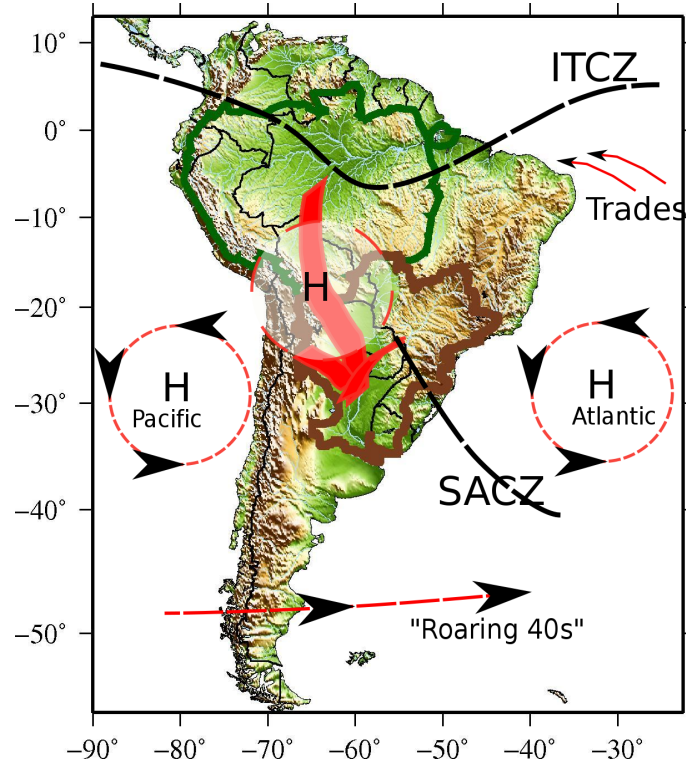 10°
ITCZ
0°
Trades
−10°
H
−20°
H
Pacific
H
Atlantic
−30°
SACZ
−40°
"Roaring 40s"
−50°
−90° −80° −70° −60° −50° −40° −30°